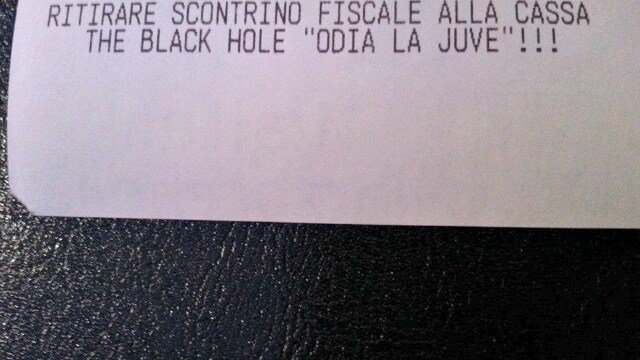 RITIRARE SCONTRINO FISCALE ALLA CASSA
THE BLACK HOLE "ODIA LA JUVE"!!!